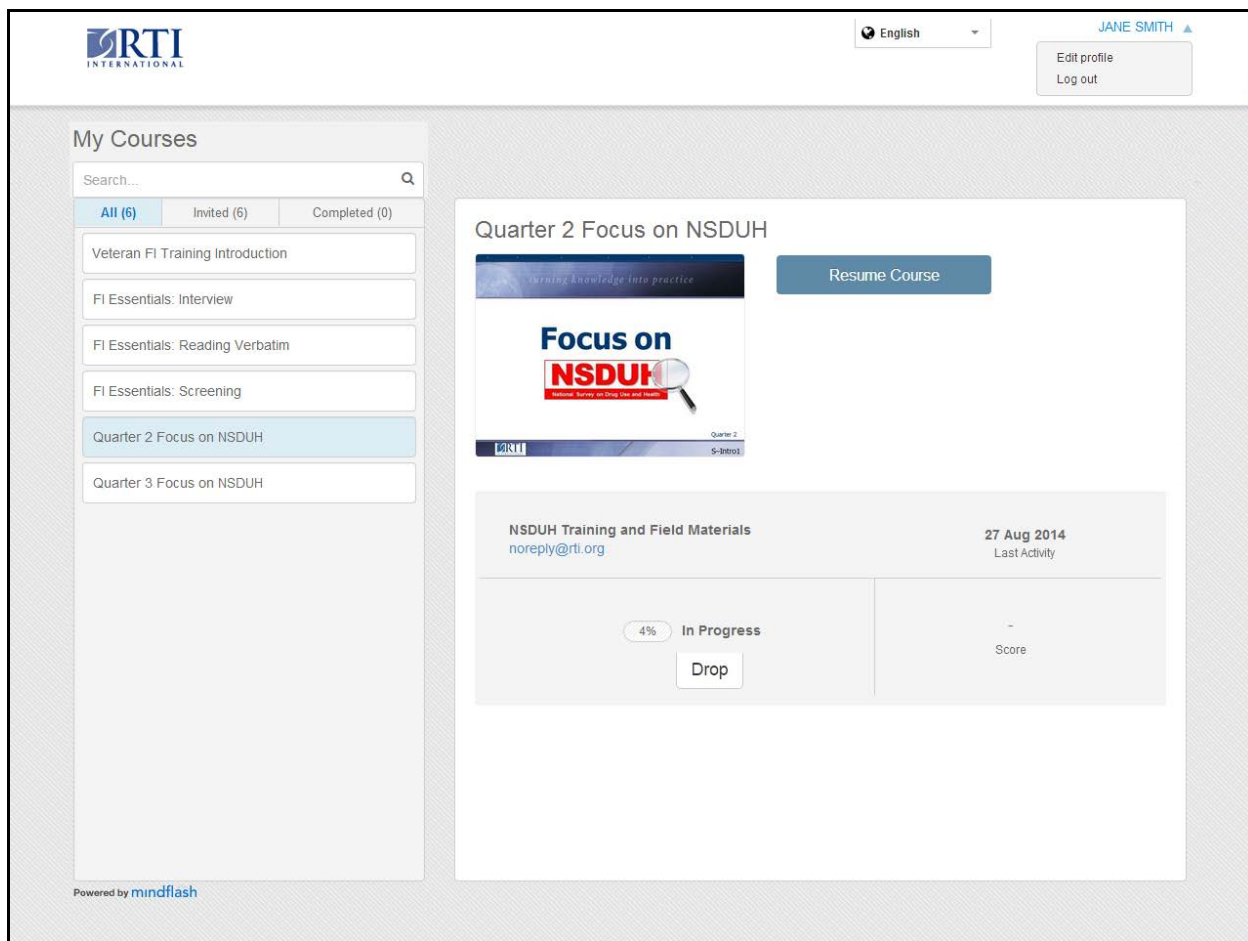 RTI
INTERNATIONAL
English
JANE SMITH
Edit profile
Log out
My Courses
Search...
All (6)
Invited (6)
Completed (0)
Veteran FI Training Introduction
FI Essentials: Interview
FI Essentials: Reading Verbatim
FI Essentials: Screening
Quarter 2 Focus on NSDUH
Quarter 3 Focus on NSDUH
Quarter 2 Focus on NSDUH
turning knowledge into practice
Focus on
NSDUH
National Survey on Drug Use and Health
Quarter 2
RTI
S-Intro1
Resume Course
NSDUH Training and Field Materials
noreply@rti.org
27 Aug 2014
Last Activity
4% In Progress
Drop
-
Score
Powered by mindflash